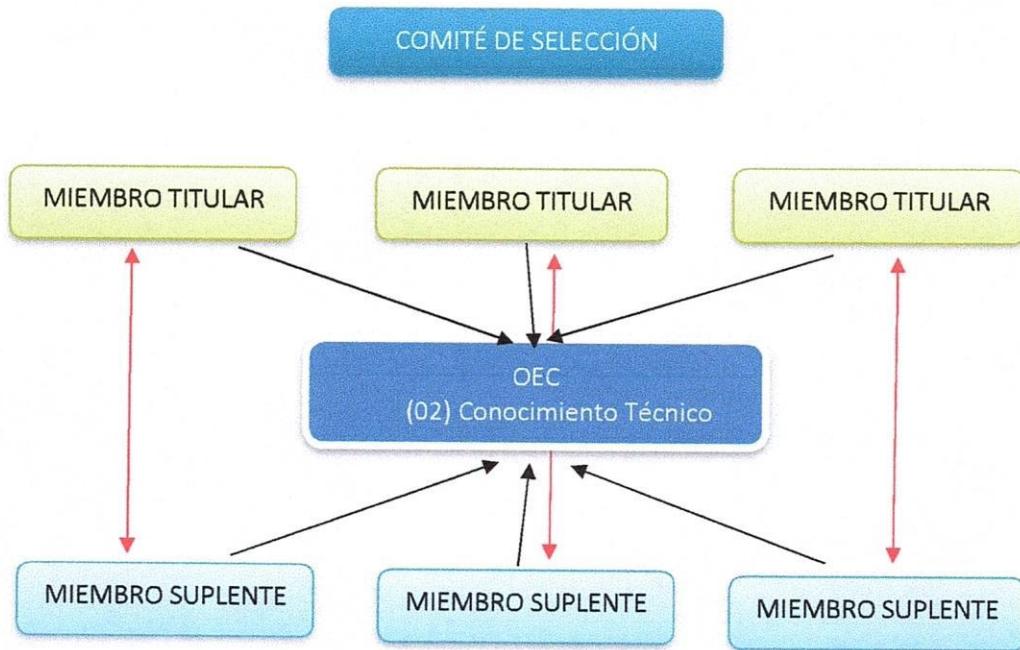 COMITÉ DE SELECCIÓN
MIEMBRO TITULAR
MIEMBRO TITULAR
MIEMBRO TITULAR
OEC
(02) Conocimiento Técnico
MIEMBRO SUPLENTE
MIEMBRO SUPLENTE
MIEMBRO SUPLENTE